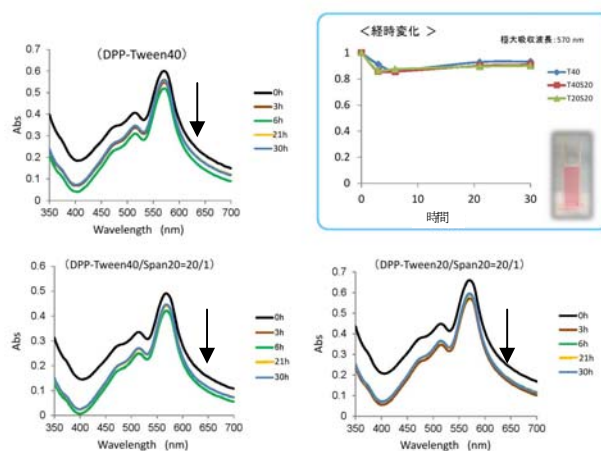 (DPP-Tween40)
0.7
0.6
0.5
0.4
0.3
0.2
0.1
0
Abs
350 400 450 500 550 600 650 700
Wavelength (nm)
0h
3h
6h
21h
30h
＜経時変化 ＞
極大吸収波長:570 nm
1
0.8
0.6
0.4
0.2
0
0 10 20 30
時間
T40
T40S20
T20S20
(DPP-Tween40/Span20=20/1)
0.6
0.5
0.4
0.3
0.2
0.1
0
Abs
350 400 450 500 550 600 650 700
Wavelength (nm)
0h
3h
6h
21h
30h
(DPP-Tween20/Span20=20/1)
0.7
0.6
0.5
0.4
0.3
0.2
0.1
0
Abs
350 400 450 500 550 600 650 700
Wavelength (nm)
0h
3h
6h
21h
30h